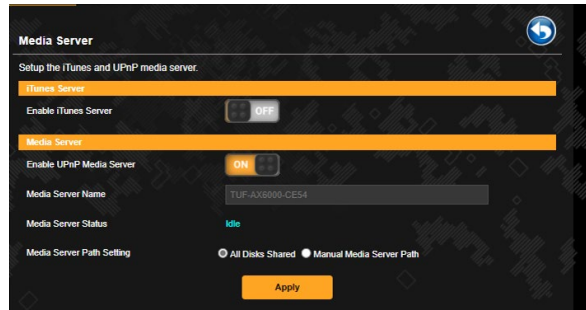 Media Server
Setup the iTunes and UPnP media server.
iTunes Server
Enable iTunes Server OFF
Media Server
Enable UPnP Media Server ON
Media Server Name TUF-AX6000-CE54
Media Server Status Idle
Media Server Path Setting All Disks Shared Manual Media Server Path
Apply